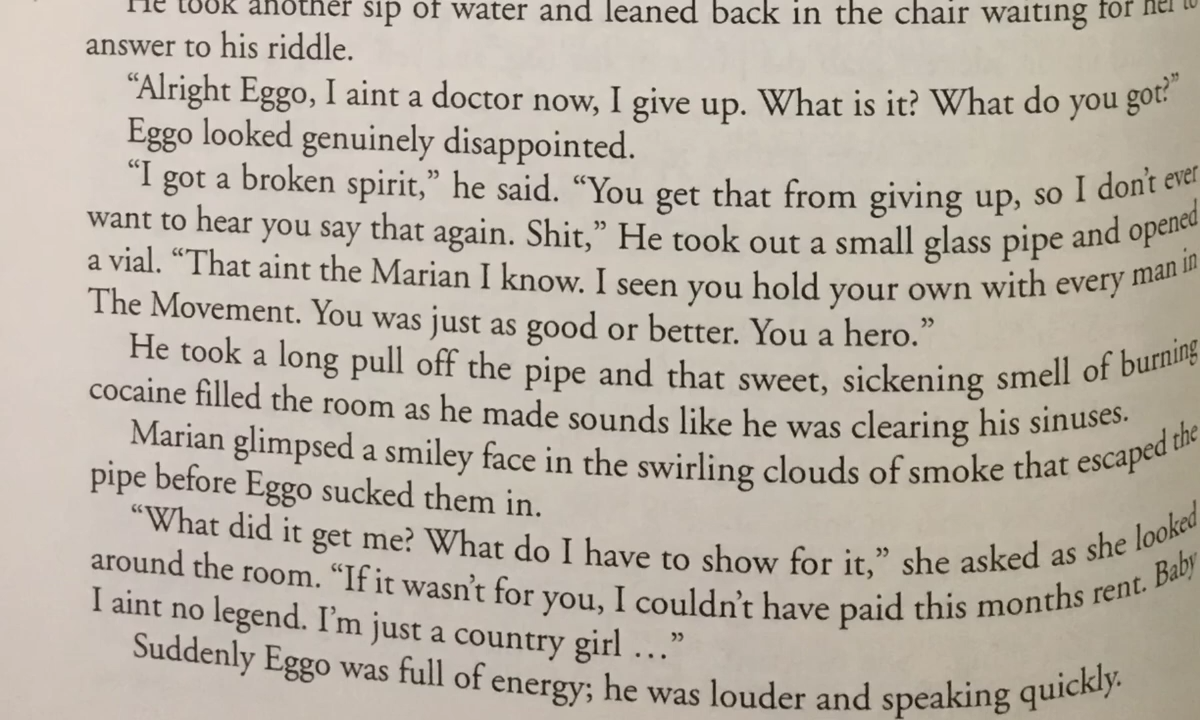 He took another sip of water and leaned back in the chair waiting for her to
answer to his riddle.
“Alright Eggo, I aint a doctor now, I give up. What is it? What do you got?”
Eggo looked genuinely disappointed.
“I got a broken spirit,” he said. “You get that from giving up, so I don’t ever
want to hear you say that again. Shit,” He took out a small glass pipe and opened
a vial. “That aint the Marian I know. I seen you hold your own with every man in
The Movement. You was just as good or better. You a hero.”
He took a long pull off the pipe and that sweet, sickening smell of burning
cocaine filled the room as he made sounds like he was clearing his sinuses.
Marian glimpsed a smiley face in the swirling clouds of smoke that escaped the
pipe before Eggo sucked them in.
“What did it get me? What do I have to show for it,” she asked as she looked
around the room. “If it wasn’t for you, I couldn’t have paid this months rent. Baby
I aint no legend. I’m just a country girl …”
Suddenly Eggo was full of energy; he was louder and speaking quickly.